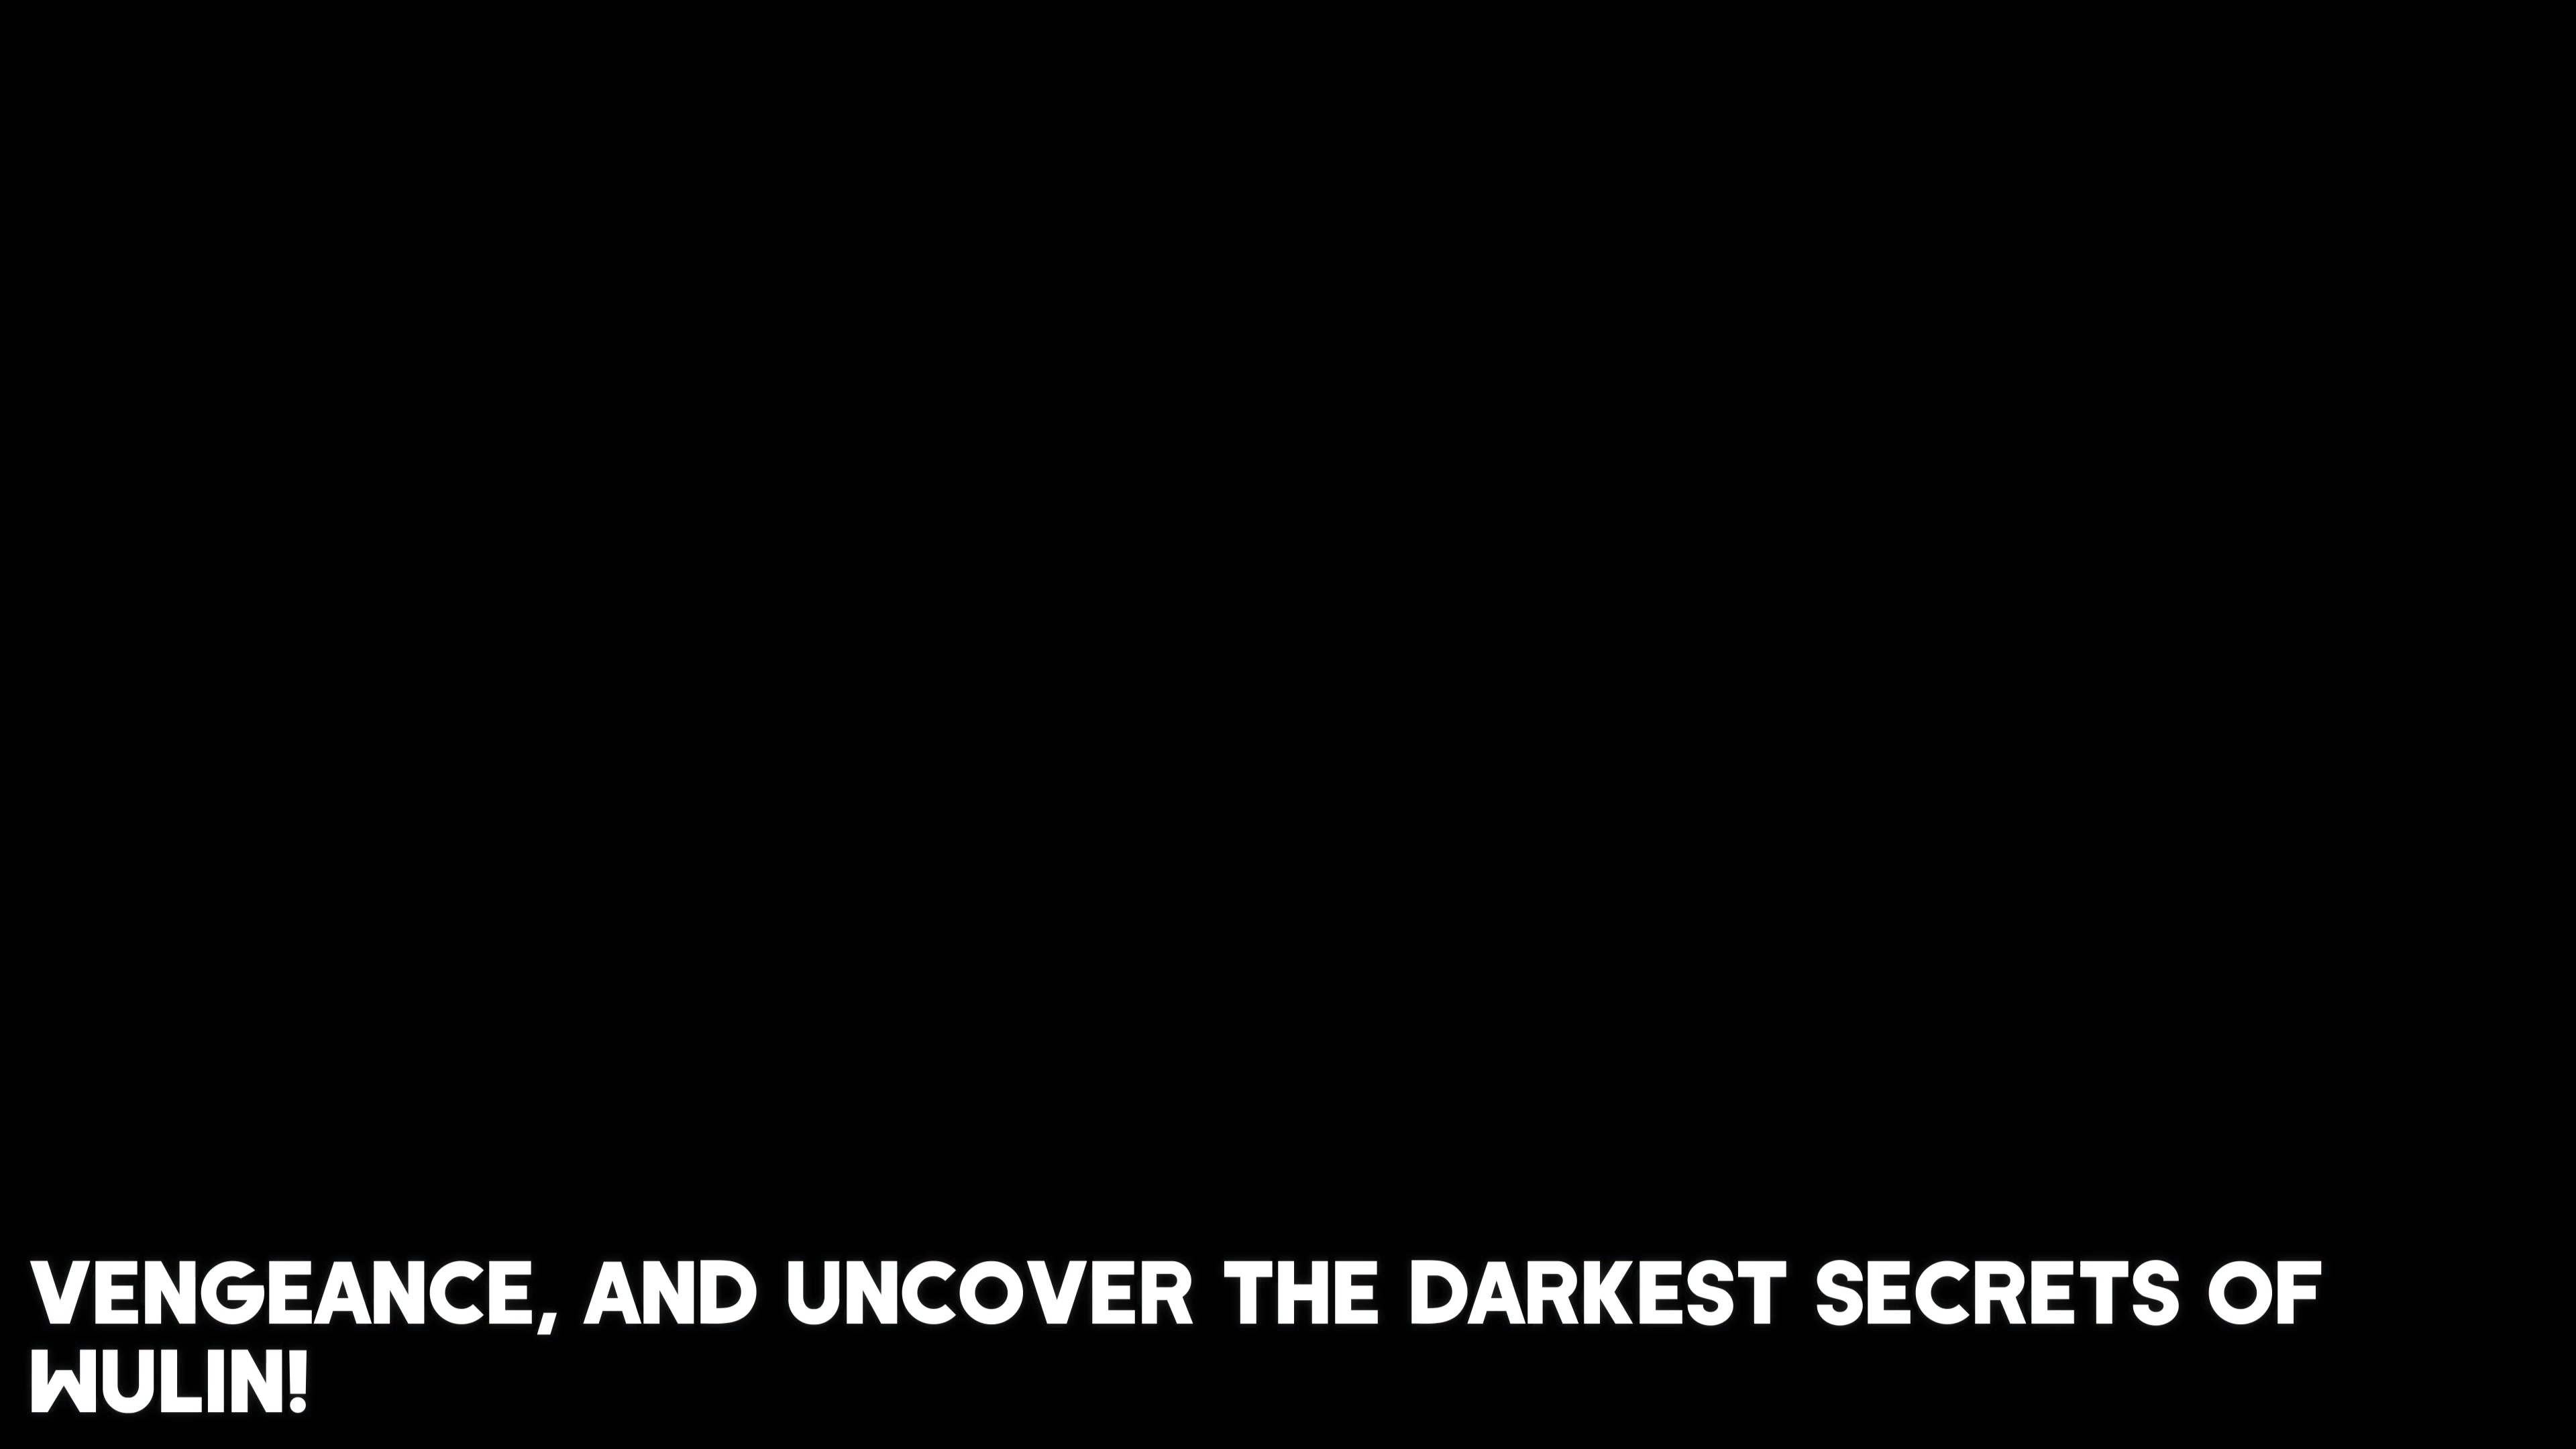 VENGEANCE, AND UNCOVER THE DARKEST SECRETS OF
WULIN!